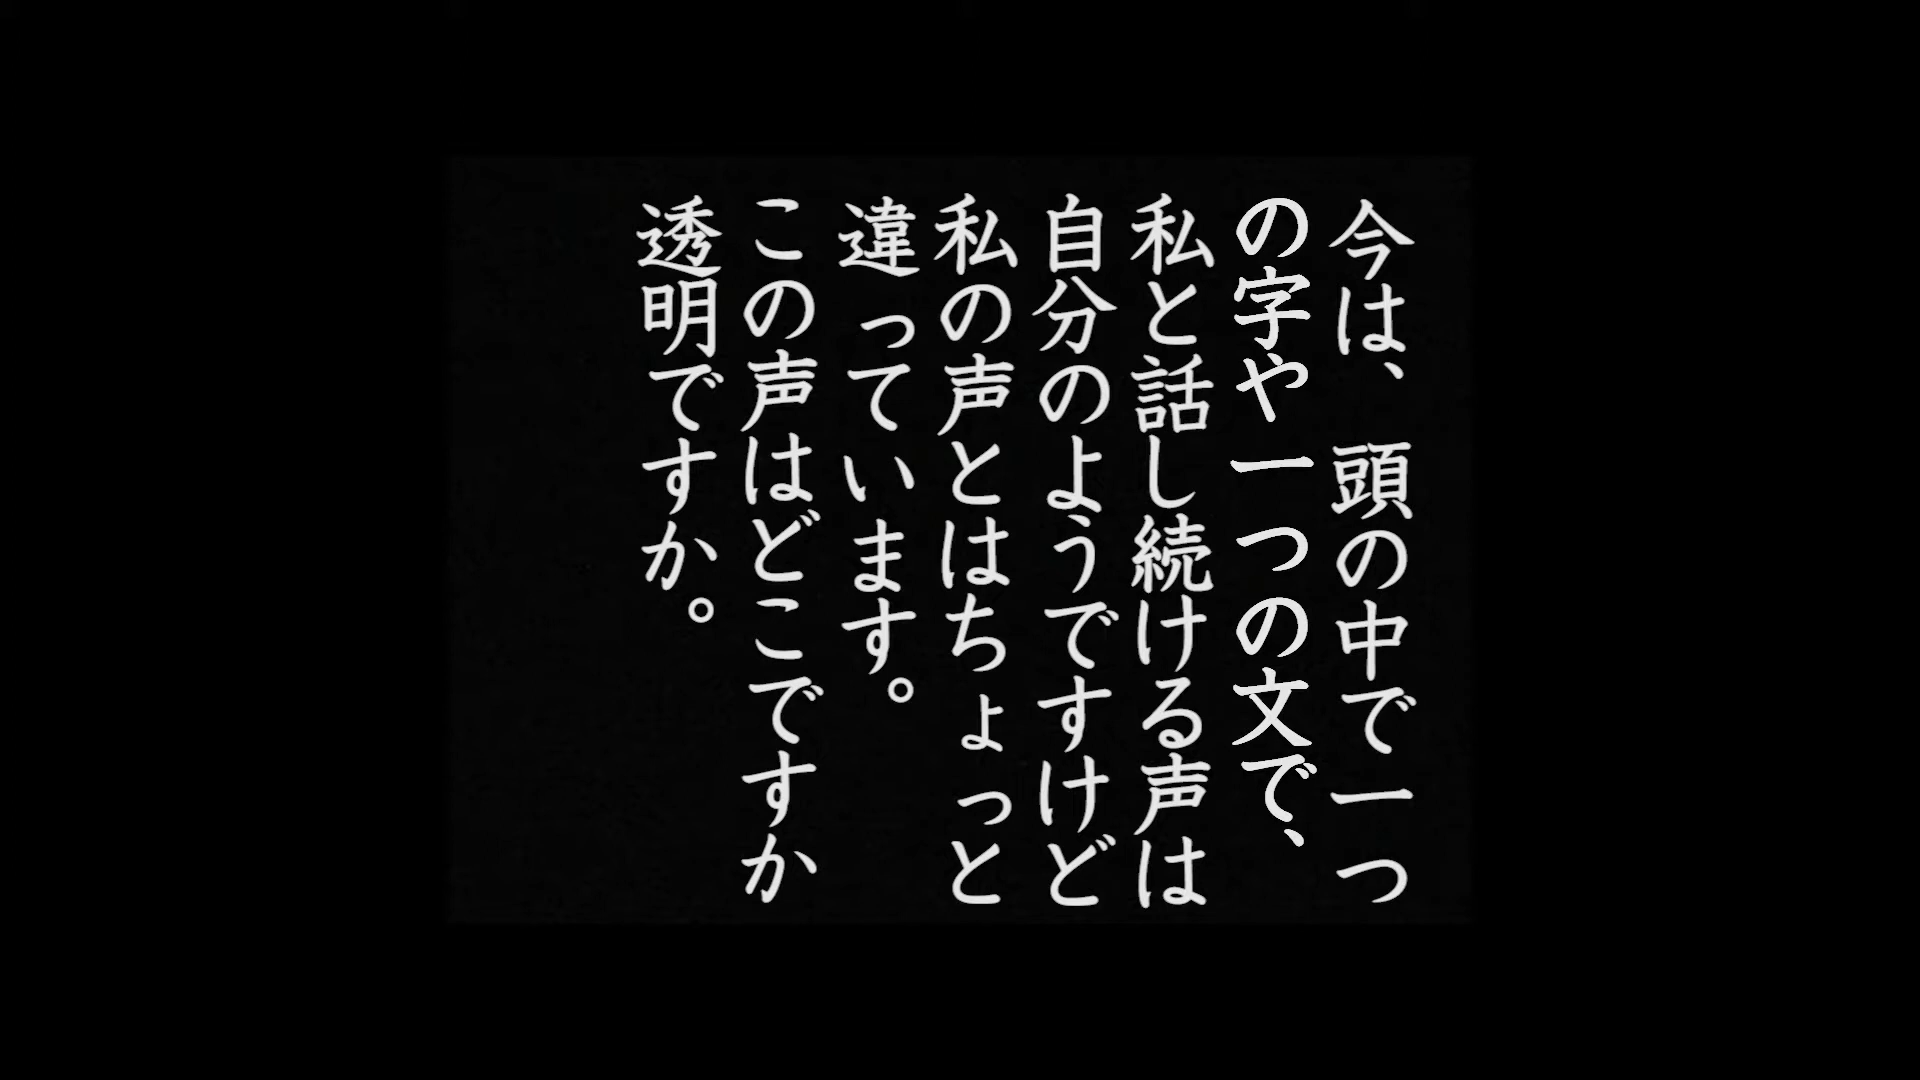 今は、頭の中で一つ
の字や一つの文で、
私と話し続ける声は
自分のようですけど
私の声とはちょっと
違っています。
この声はどこですか
透明ですか。